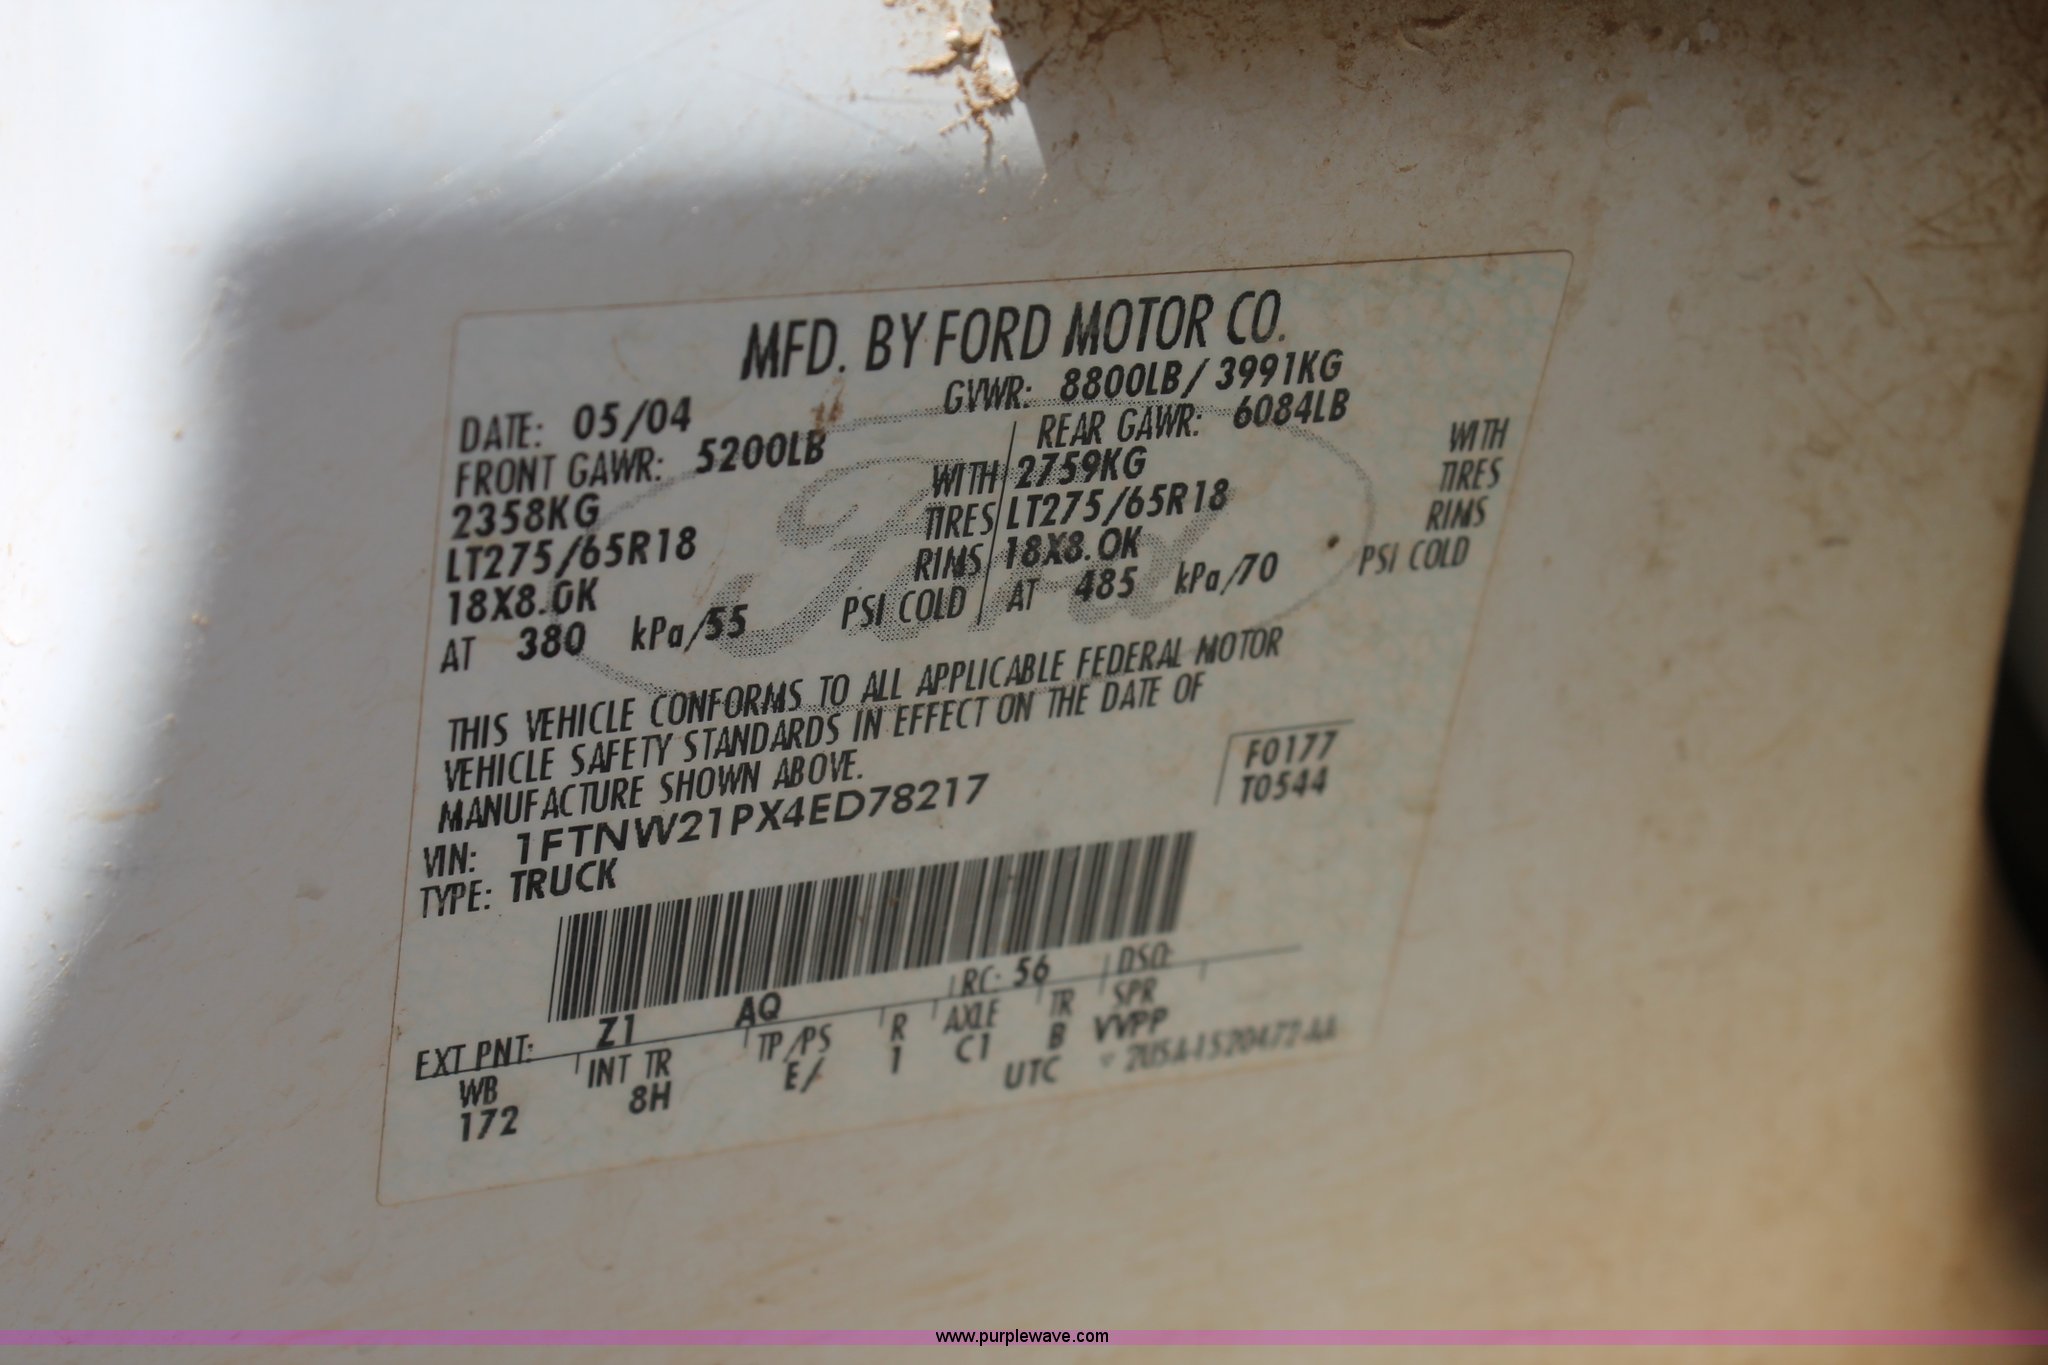 MFD. BY FORD MOTOR CO.
DATE: 05/04 GVWR: 8800LB/ 3991KG
FRONT GAWR: 5200LB REAR GAWR: 6084LB
2358KG WITH 2759KG WITH
LT275/65R18 TIRES LT275/65R18 TIRES
18X8.0K RIMS 18X8.0K RIMS
AT 380 kPa/55 PSI COLD AT 485 kPa/70 PSI COLD
Ford
THIS VEHICLE CONFORMS TO ALL APPLICABLE FEDERAL MOTOR
VEHICLE SAFETY STANDARDS IN EFFECT ON THE DATE OF
MANUFACTURE SHOWN ABOVE.
F0177
VIN: 1FTNW21PX4ED78217 T0544
TYPE: TRUCK
EXT PNT: Z1 AQ RC: 56 DSO:
WB INT TR TP/PS R AXLE TR SPR
172 8H E/ 1 C1 B VVPP
UTC
www.purplewave.com